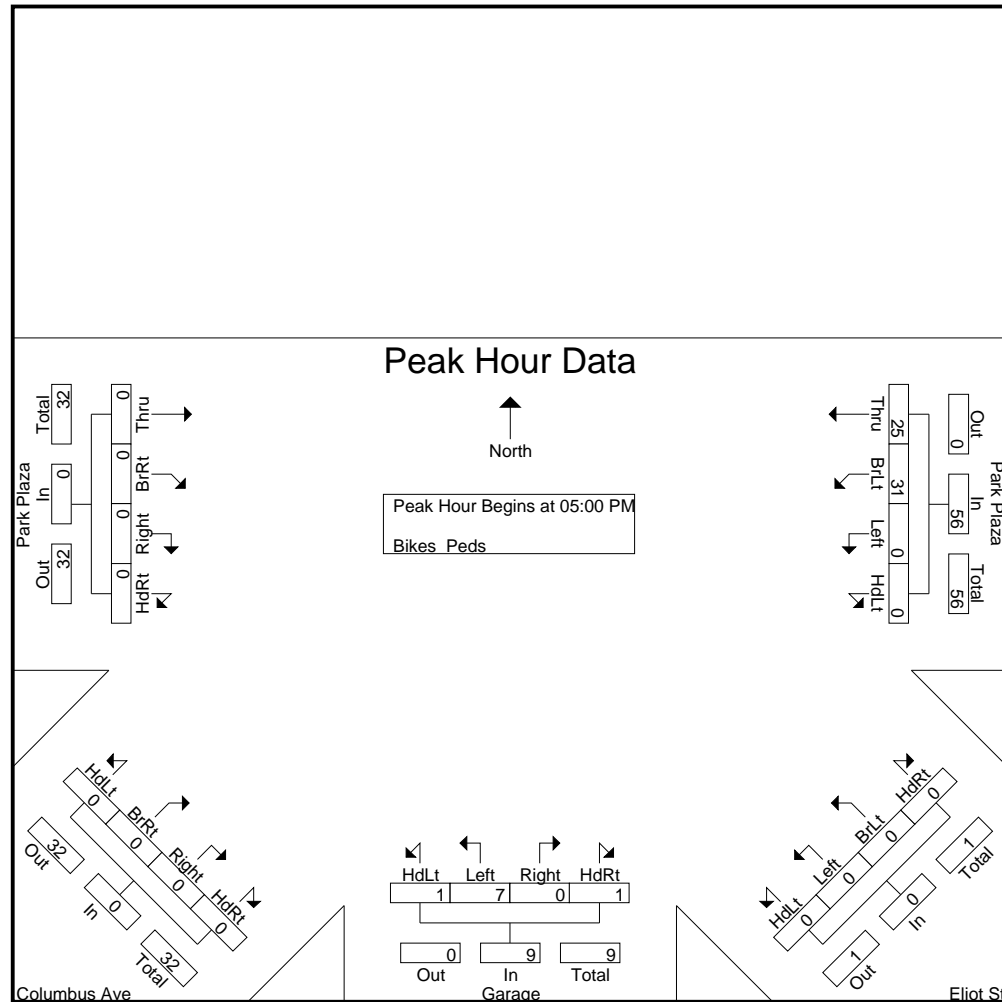 Peak Hour Data
North
Peak Hour Begins at 05:00 PM
Bikes Peds
Park Plaza
Out In Total
32 0 32
HdRt Right BrRt Thru
0 0 0 0
Park Plaza
Out In Total
0 56 56
Thru BrLt Left HdLt
25 31 0 0
HdLt BrRt Right HdRt
0 0 0 0
32 0 32
Out In Total
Columbus Ave
HdLt Left Right HdRt
1 7 0 1
0 9 9
Out In Total
Garage
HdLt Left BrLt HdRt
0 0 0 0
1 0 1
Out In Total
Eliot St